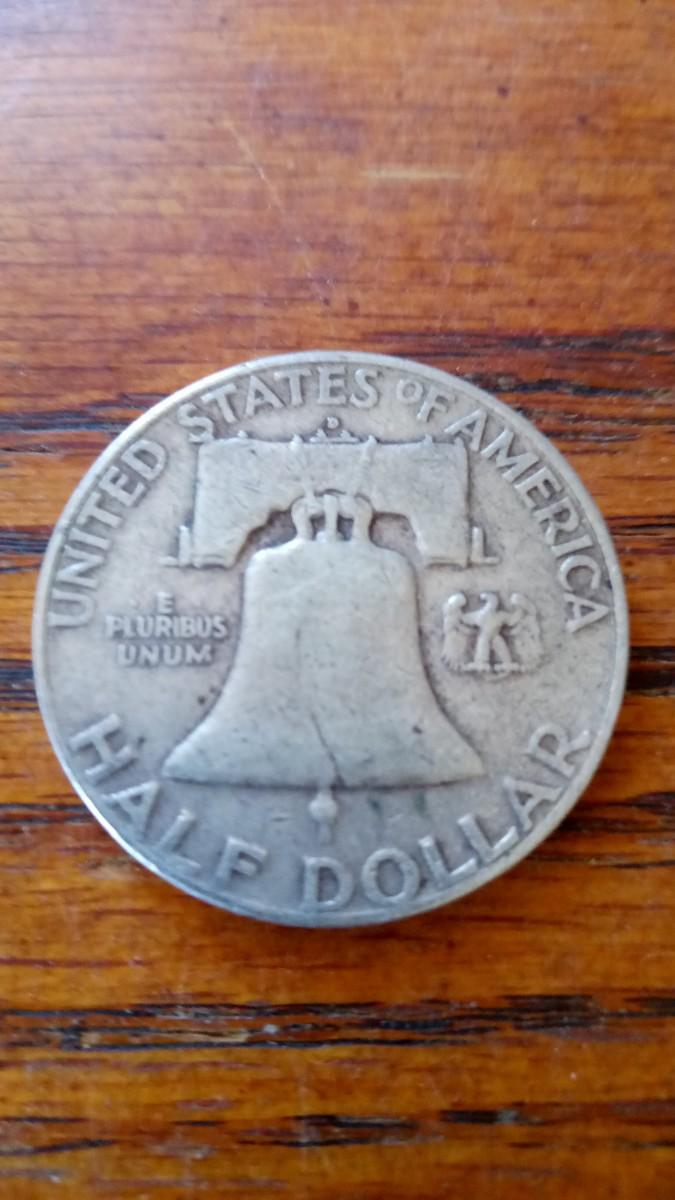 UNITED STATES OF AMERICA
D
E
PLURIBUS
UNUM
HALF DOLLAR